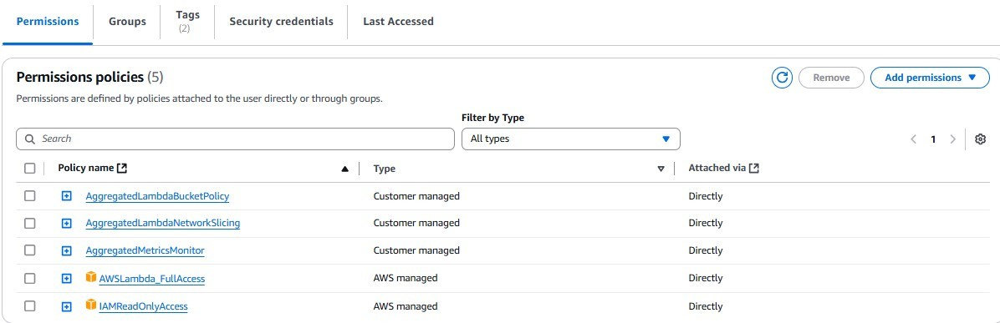 Permissions Groups Tags (2) Security credentials Last Accessed
Permissions policies (5) Remove Add permissions
Permissions are defined by policies attached to the user directly or through groups.
Filter by Type
Search All types 1
Policy name Type Attached via
AggregatedLambdaBucketPolicy Customer managed Directly
AggregatedLambdaNetworkSlicing Customer managed Directly
AggregatedMetricsMonitor Customer managed Directly
AWSLambda_FullAccess AWS managed Directly
IAMReadOnlyAccess AWS managed Directly